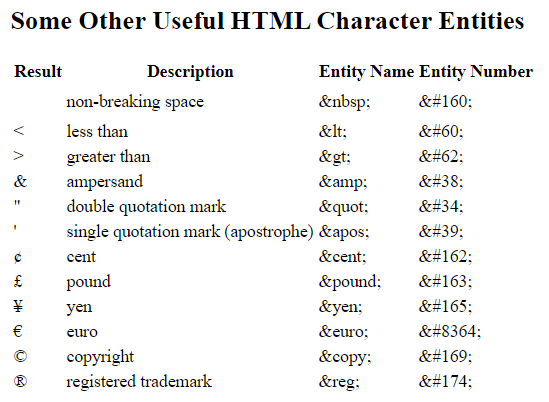 Some Other Useful HTML Character Entities
Result Description Entity Name Entity Number
non-breaking space &nbsp; &#160;
< less than &lt; &#60;
> greater than &gt; &#62;
& ampersand &amp; &#38;
" double quotation mark &quot; &#34;
' single quotation mark (apostrophe) &apos; &#39;
¢ cent &cent; &#162;
£ pound &pound; &#163;
¥ yen &yen; &#165;
€ euro &euro; &#8364;
© copyright &copy; &#169;
® registered trademark &reg; &#174;